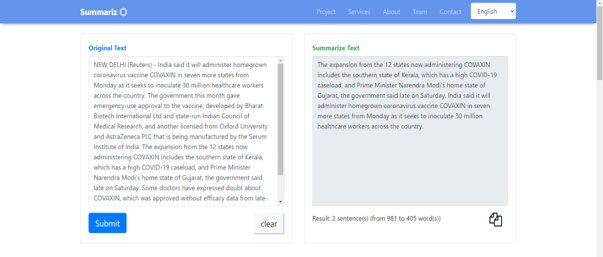 Summariz
Project Services About Team Contact English
Original Text
NEW DELHI (Reuters) - India said it will administer homegrown
coronavirus vaccine COVAXIN in seven more states from
Monday as it seeks to inoculate 30 million healthcare workers
across the country. The government this month gave
emergency-use approval to the vaccine, developed by Bharat
Biotech International Ltd and state-run Indian Council of
Medical Research, and another licensed from Oxford University
and AstraZeneca PLC that is being manufactured by the Serum
Institute of India. The expansion from the 12 states now
administering COVAXIN includes the southern state of Kerala,
which has a high COVID-19 caseload, and Prime Minister
Narendra Modi's home state of Gujarat, the government said
late on Saturday. Some doctors have expressed doubt about
COVAXIN, which was approved without efficacy data from late-
Submit
clear
Summarize Text
The expansion from the 12 states now administering COVAXIN
includes the southern state of Kerala, which has a high COVID-19
caseload, and Prime Minister Narendra Modi's home state of
Gujarat, the government said late on Saturday. India said it will
administer homegrown coronavirus vaccine COVAXIN in seven
more states from Monday as it seeks to inoculate 30 million
healthcare workers across the country.
Result: 2 sentence(s) (from 981 to 405 word(s))